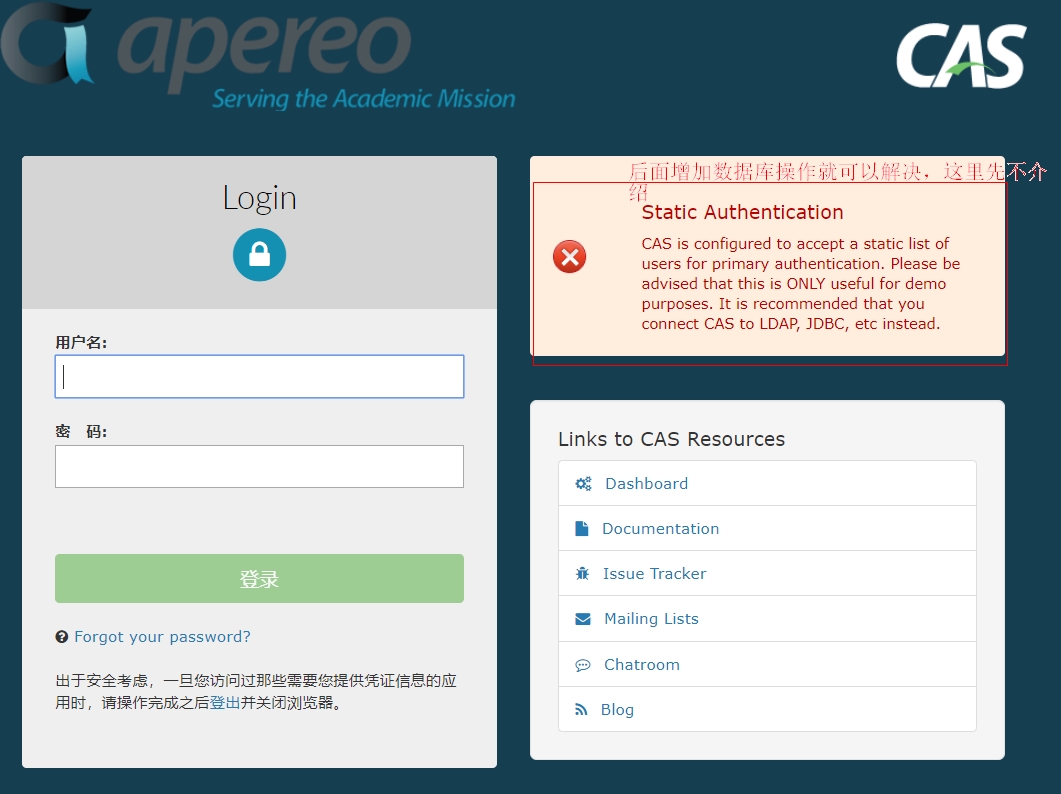 apereo
Serving the Academic Mission
CAS
Login
用户名:
密 码:
登录
Forgot your password?
出于安全考虑，一旦您访问过那些需要您提供凭证信息的应
用时，请操作完成之后登出并关闭浏览器。
后面增加数据库操作就可以解决，这里先不介
绍
Static Authentication
CAS is configured to accept a static list of
users for primary authentication. Please be
advised that this is ONLY useful for demo
purposes. It is recommended that you
connect CAS to LDAP, JDBC, etc instead.
Links to CAS Resources
Dashboard
Documentation
Issue Tracker
Mailing Lists
Chatroom
Blog